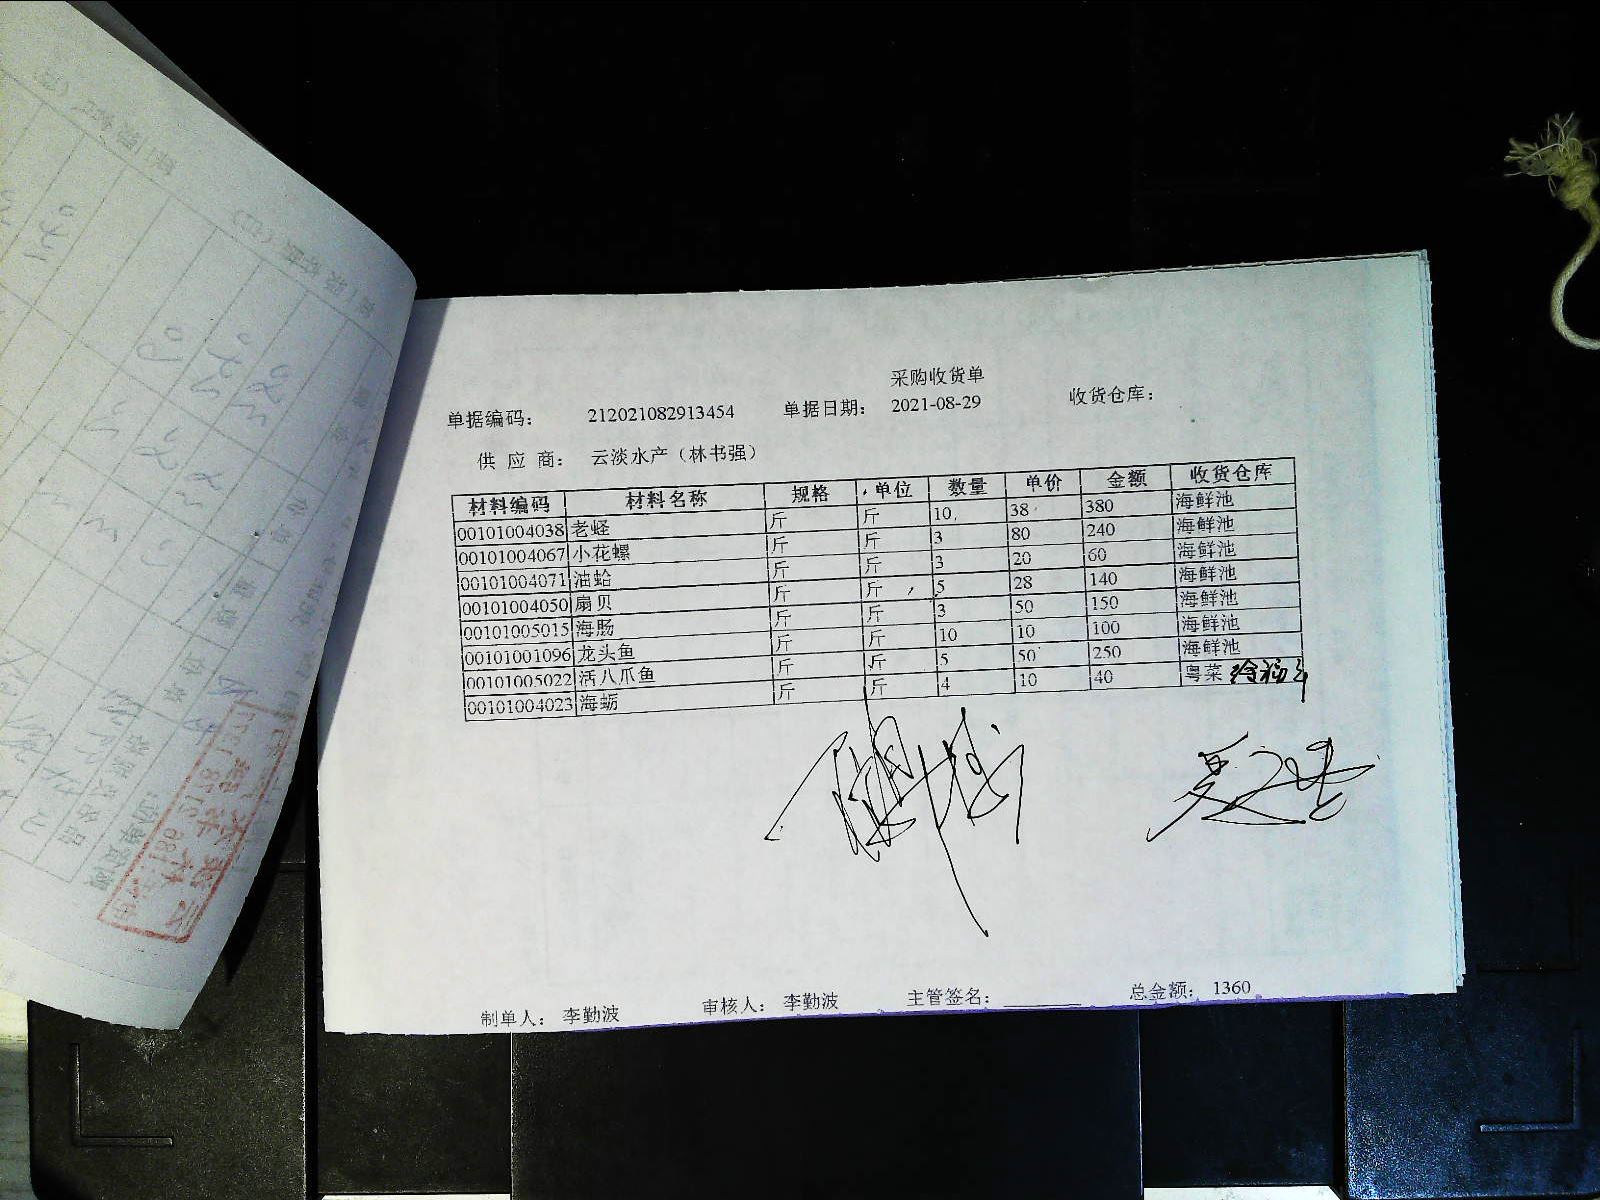 采购收货单
单据编码： 212021082913454 单据日期： 2021-08-29 收货仓库：
供 应 商： 云淡水产（林书强）
材料编码 材料名称 规格 单位 数量 单价 金额 收货仓库
00101004038 老蛏 斤 斤 10 38 380 海鲜池
00101004067 小花螺 斤 斤 3 80 240 海鲜池
00101004071 油蛤 斤 斤 3 20 60 海鲜池
00101004050 扇贝 斤 斤 5 28 140 海鲜池
00101005015 海肠 斤 斤 3 50 150 海鲜池
00101001096 龙头鱼 斤 斤 10 10 100 海鲜池
00101005022 活八爪鱼 斤 斤 5 50 250 海鲜池
00101004023 海蛎 斤 斤 4 10 40 粤菜
制单人： 李勤波 审核人： 李勤波 主管签名： 总金额： 1360